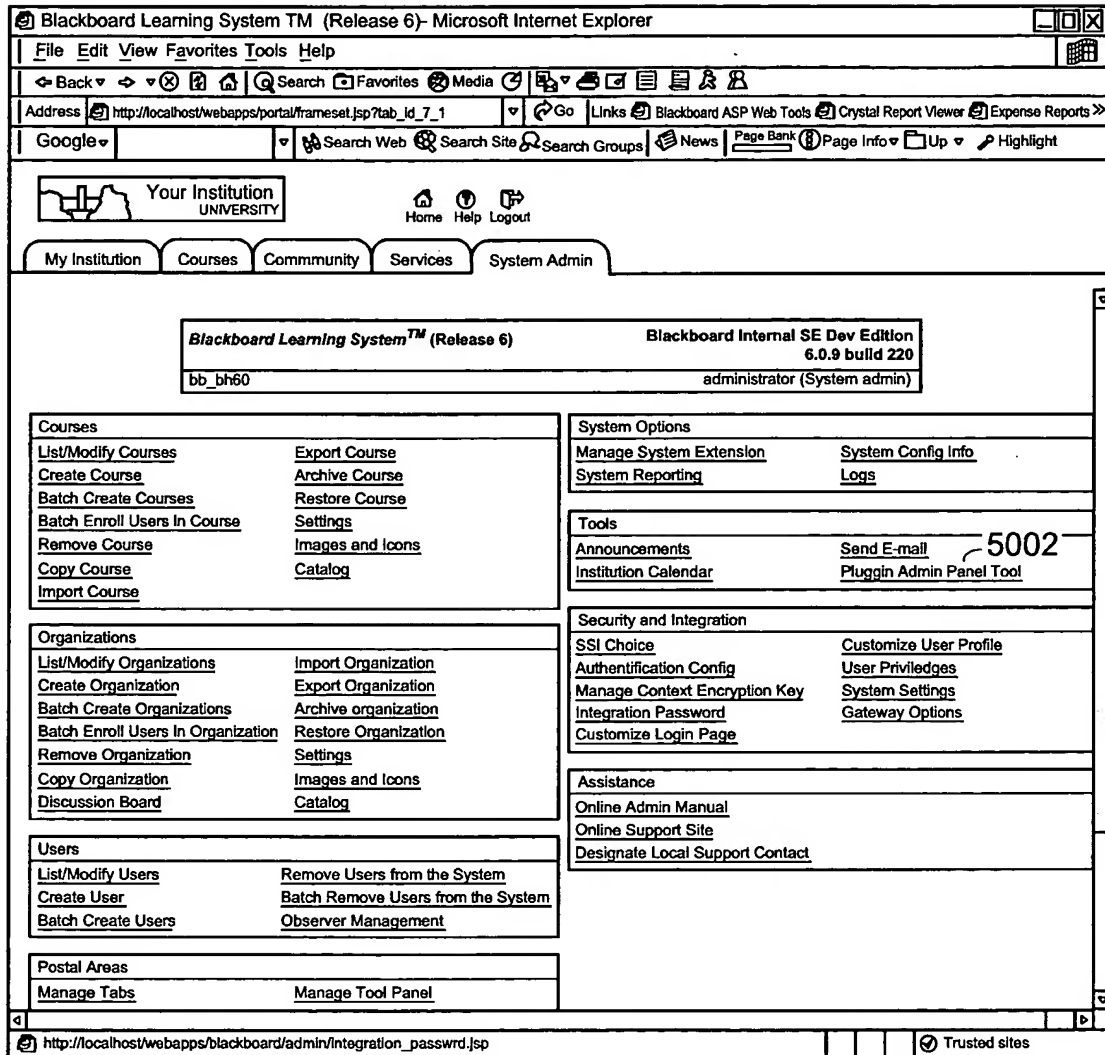 Blackboard Learning System TM (Release 6)- Microsoft Internet Explorer
File Edit View Favorites Tools Help
Back Search Favorites Media
Address http://localhost/webapps/portal/frameset.jsp?tab_id_7_1 Go Links Blackboard ASP Web Tools Crystal Report Viewer Expense Reports »
Google Search Web Search Site Search Groups News Page Bank Page Info Up Highlight
Your Institution
UNIVERSITY
Home Help Logout
My Institution Courses Commmunity Services System Admin
Blackboard Learning System TM (Release 6) Blackboard Internal SE Dev Edition
6.0.9 build 220
bb_bh60 administrator (System admin)
Courses
List/Modify Courses Export Course
Create Course Archive Course
Batch Create Courses Restore Course
Batch Enroll Users In Course Settings
Remove Course Images and Icons
Copy Course Catalog
Import Course
Organizations
List/Modify Organizations Import Organization
Create Organization Export Organization
Batch Create Organizations Archive organization
Batch Enroll Users In Organization Restore Organization
Remove Organization Settings
Copy Organization Images and Icons
Discussion Board Catalog
Users
List/Modify Users Remove Users from the System
Create User Batch Remove Users from the System
Batch Create Users Observer Management
Postal Areas
Manage Tabs Manage Tool Panel
System Options
Manage System Extension System Config Info
System Reporting Logs
Tools
Announcements Send E-mail 5002
Institution Calendar Pluggin Admin Panel Tool
Security and Integration
SSI Choice Customize User Profile
Authentification Config User Priviledges
Manage Context Encryption Key System Settings
Integration Password Gateway Options
Customize Login Page
Assistance
Online Admin Manual
Online Support Site
Designate Local Support Contact
http://localhost/webapps/blackboard/admin/integration_passwrd.jsp Trusted sites